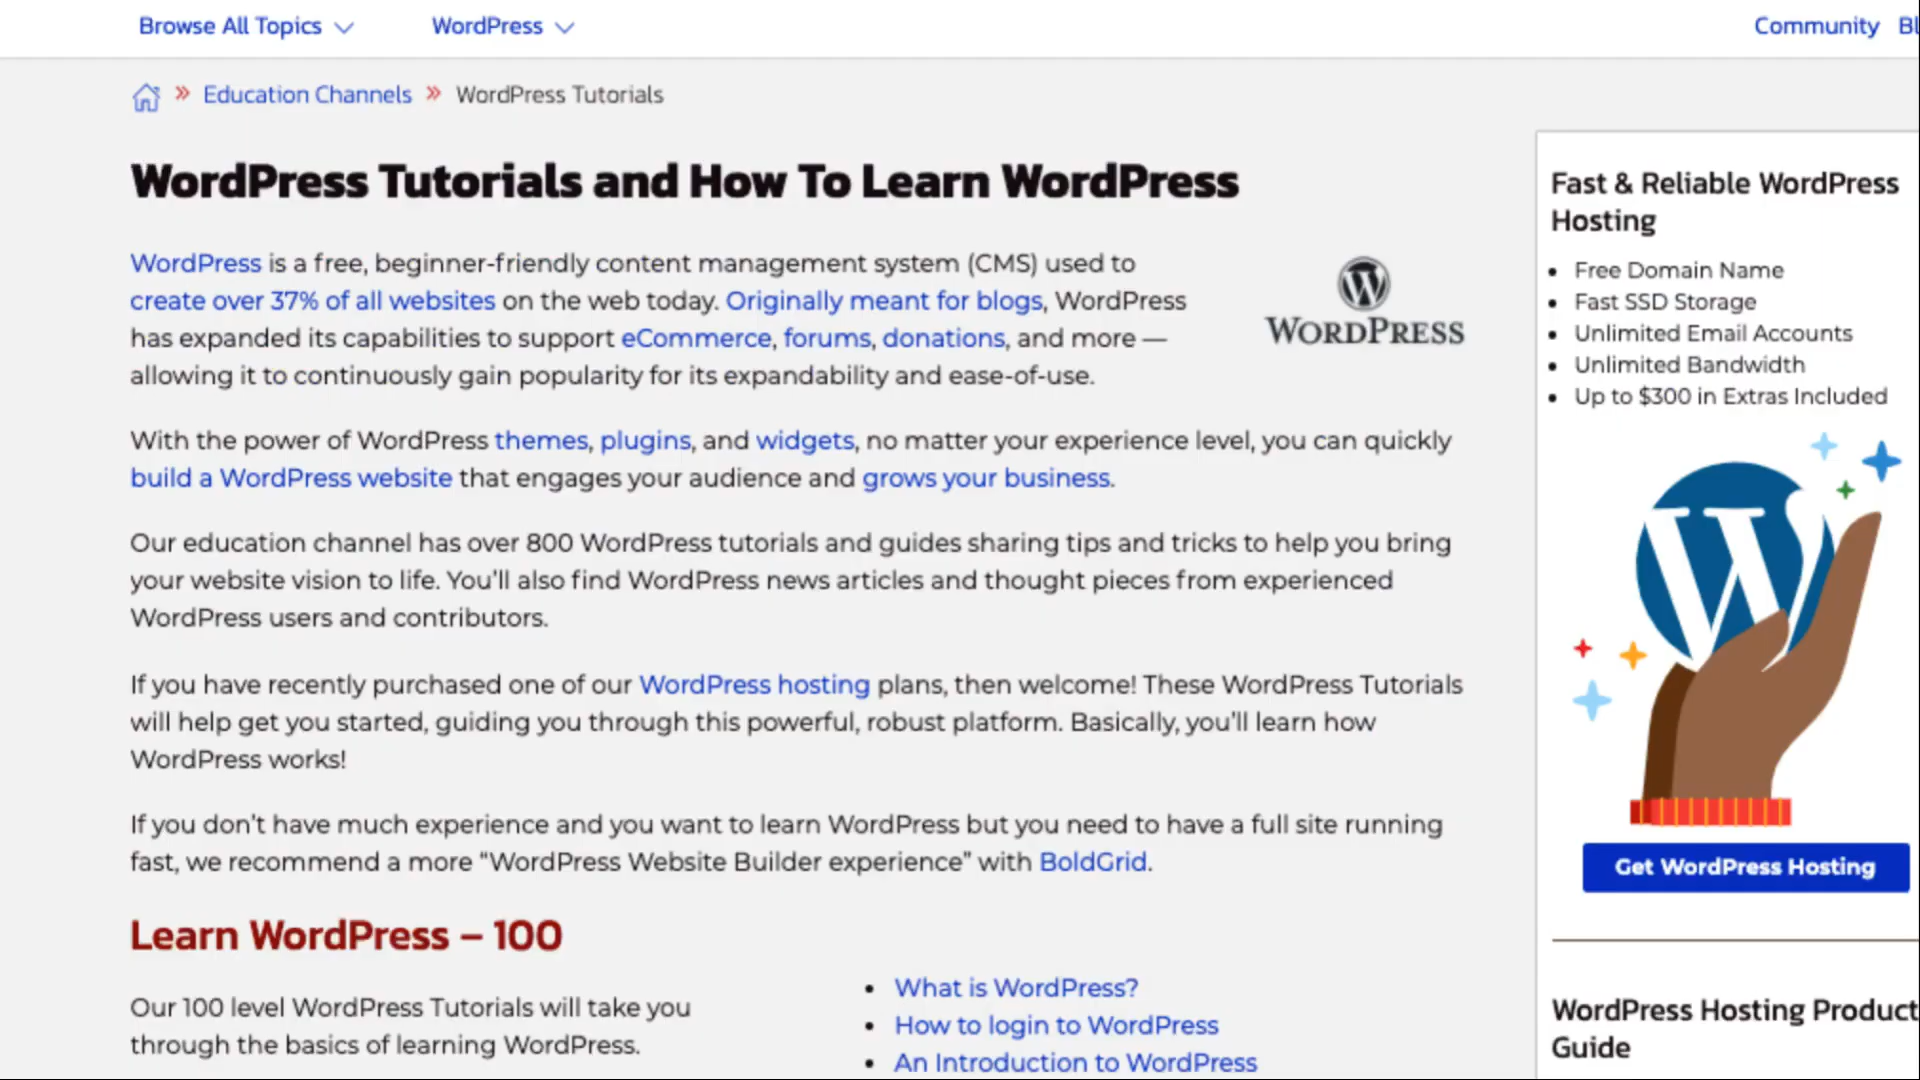 Browse All Topics WordPress Community
Education Channels » WordPress Tutorials
WordPress Tutorials and How To Learn WordPress
WordPress is a free, beginner-friendly content management system (CMS) used to
create over 37% of all websites on the web today. Originally meant for blogs, WordPress
has expanded its capabilities to support eCommerce, forums, donations, and more —
allowing it to continuously gain popularity for its expandability and ease-of-use.
WORDPRESS
With the power of WordPress themes, plugins, and widgets, no matter your experience level, you can quickly
build a WordPress website that engages your audience and grows your business.
Our education channel has over 800 WordPress tutorials and guides sharing tips and tricks to help you bring
your website vision to life. You’ll also find WordPress news articles and thought pieces from experienced
WordPress users and contributors.
If you have recently purchased one of our WordPress hosting plans, then welcome! These WordPress Tutorials
will help get you started, guiding you through this powerful, robust platform. Basically, you’ll learn how
WordPress works!
If you don’t have much experience and you want to learn WordPress but you need to have a full site running
fast, we recommend a more “WordPress Website Builder experience” with BoldGrid.
Learn WordPress – 100
Our 100 level WordPress Tutorials will take you
through the basics of learning WordPress.
• What is WordPress?
• How to login to WordPress
• An Introduction to WordPress
Fast & Reliable WordPress
Hosting
• Free Domain Name
• Fast SSD Storage
• Unlimited Email Accounts
• Unlimited Bandwidth
• Up to $300 in Extras Included
Get WordPress Hosting
WordPress Hosting Product
Guide